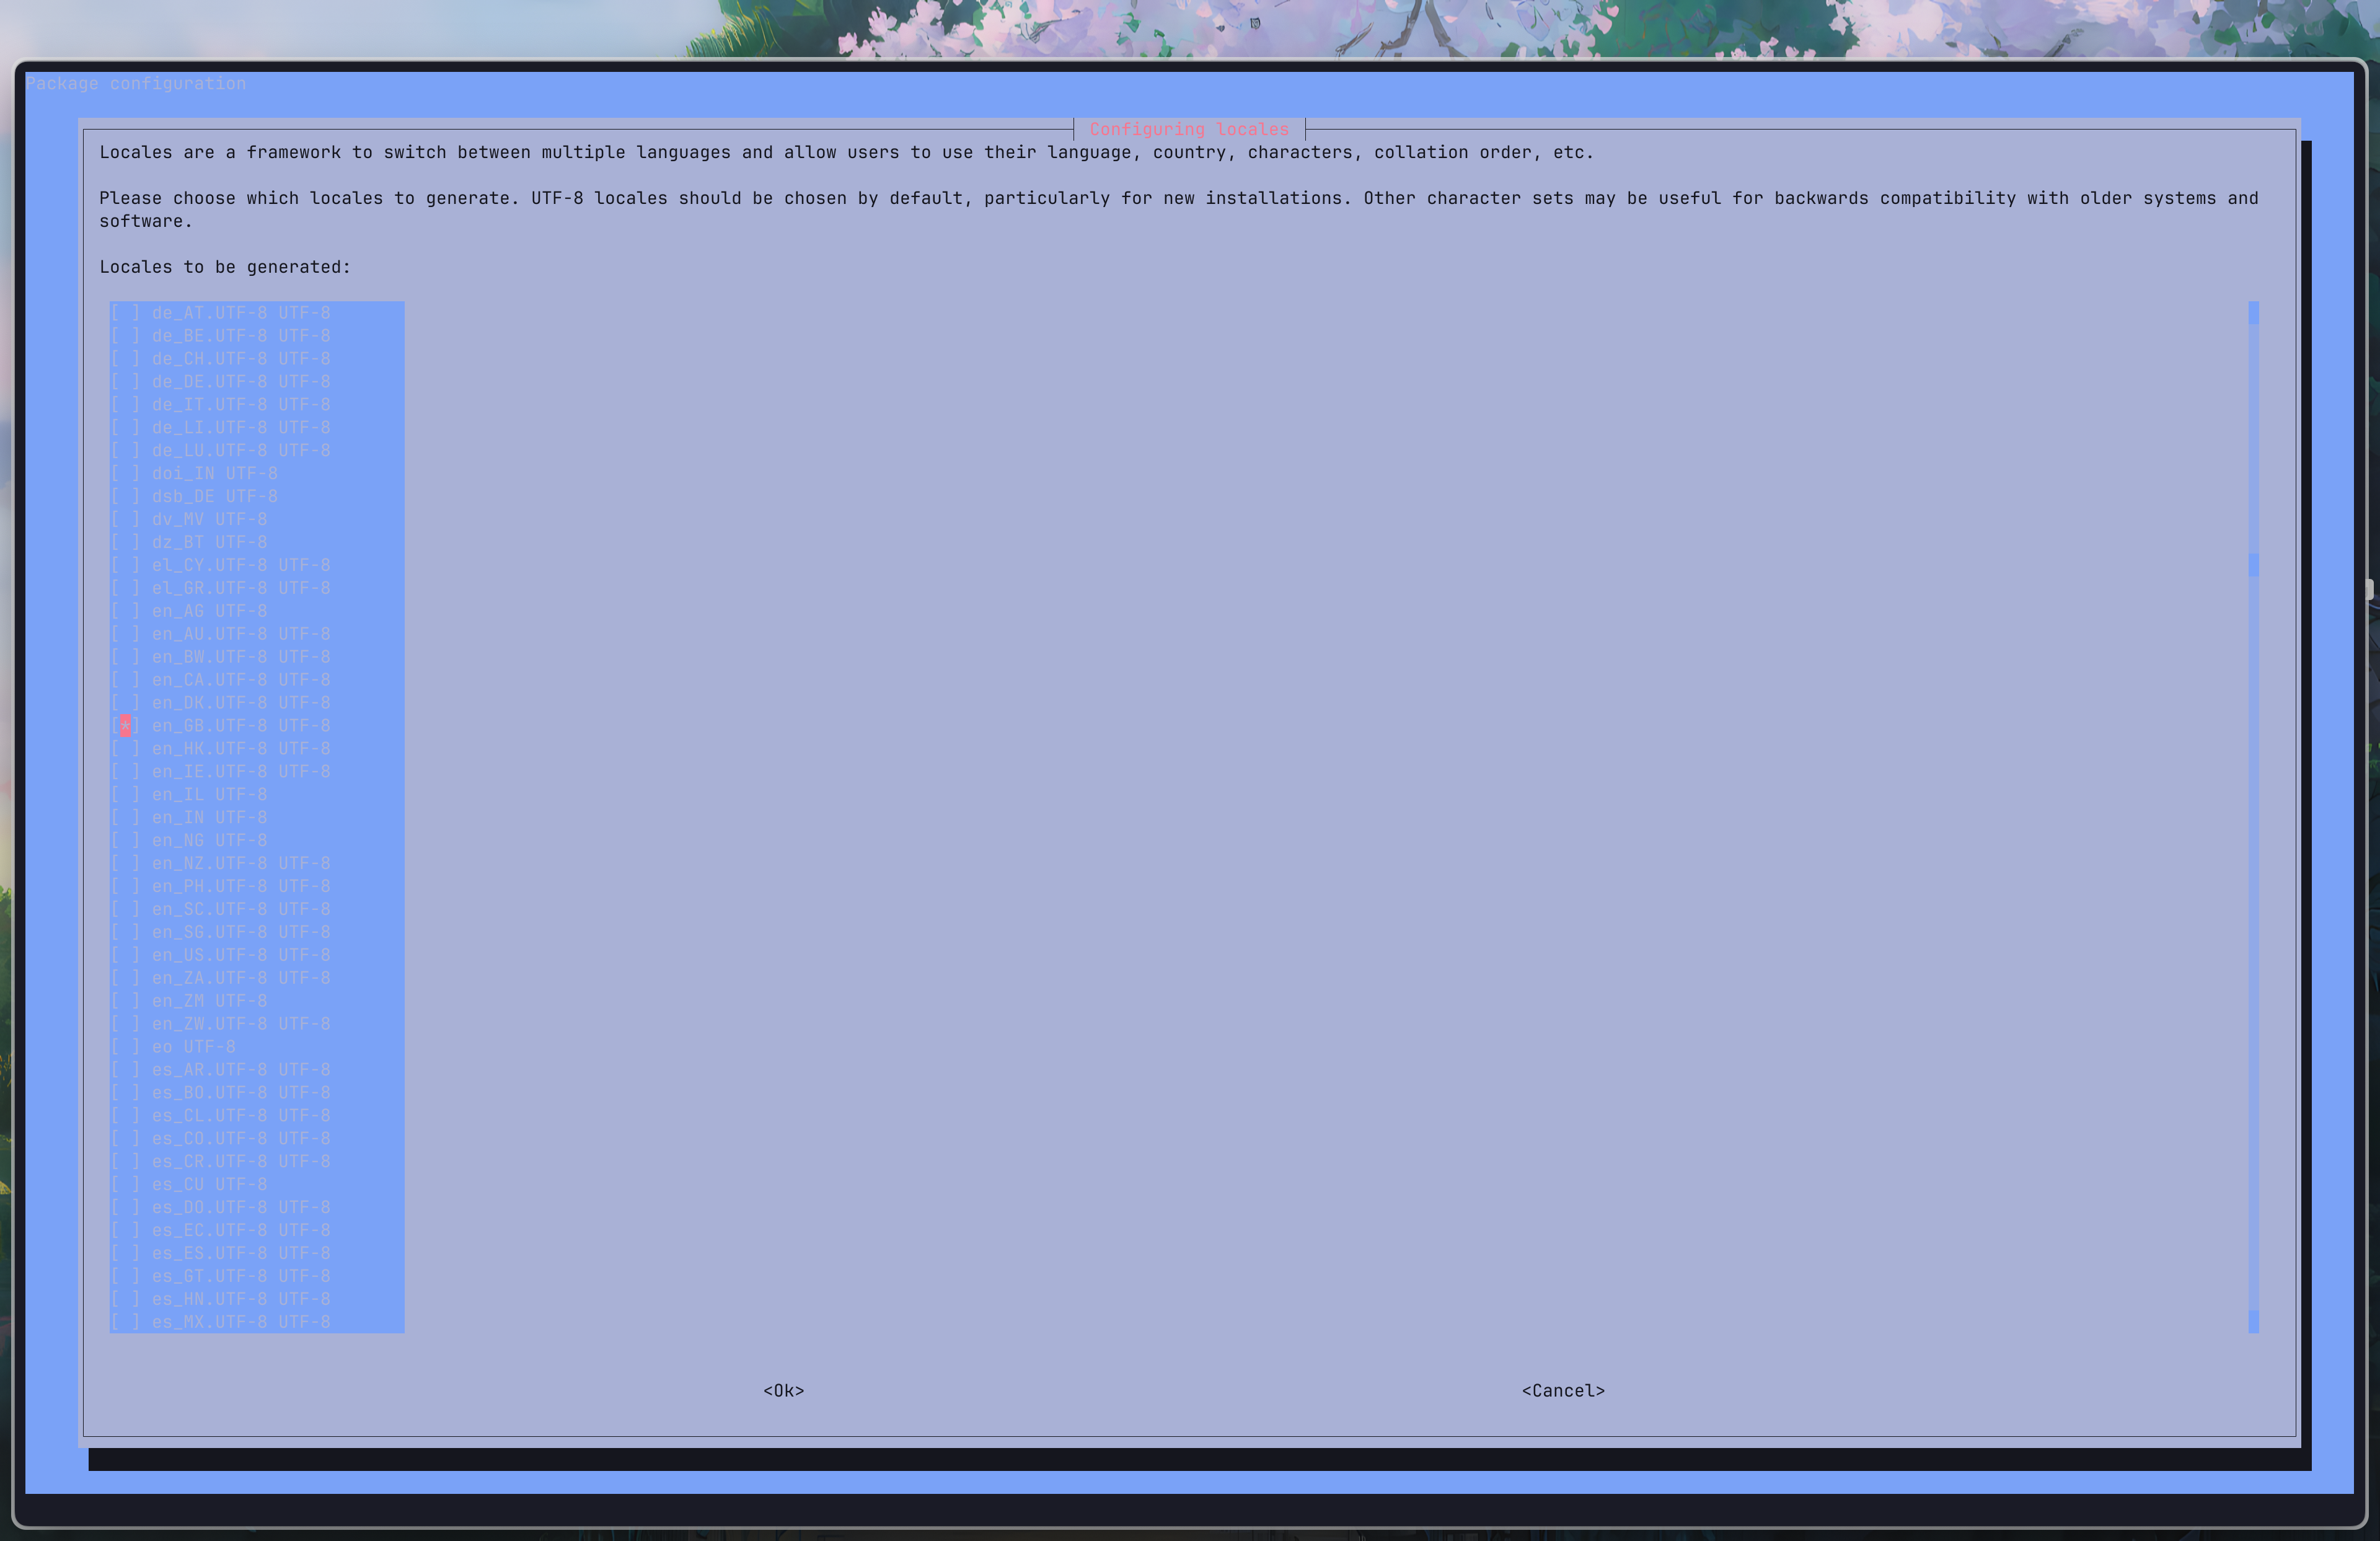 Package configuration
Configuring locales
Locales are a framework to switch between multiple languages and allow users to use their language, country, characters, collation order, etc.
Please choose which locales to generate. UTF-8 locales should be chosen by default, particularly for new installations. Other character sets may be useful for backwards compatibility with older systems and
software.
Locales to be generated:
[ ] de_AT.UTF-8 UTF-8
[ ] de_BE.UTF-8 UTF-8
[ ] de_CH.UTF-8 UTF-8
[ ] de_DE.UTF-8 UTF-8
[ ] de_IT.UTF-8 UTF-8
[ ] de_LI.UTF-8 UTF-8
[ ] de_LU.UTF-8 UTF-8
[ ] doi_IN UTF-8
[ ] dsb_DE UTF-8
[ ] dv_MV UTF-8
[ ] dz_BT UTF-8
[ ] el_CY.UTF-8 UTF-8
[ ] el_GR.UTF-8 UTF-8
[ ] en_AG UTF-8
[ ] en_AU.UTF-8 UTF-8
[ ] en_BW.UTF-8 UTF-8
[ ] en_CA.UTF-8 UTF-8
[ ] en_DK.UTF-8 UTF-8
[*] en_GB.UTF-8 UTF-8
[ ] en_HK.UTF-8 UTF-8
[ ] en_IE.UTF-8 UTF-8
[ ] en_IL UTF-8
[ ] en_IN UTF-8
[ ] en_NG UTF-8
[ ] en_NZ.UTF-8 UTF-8
[ ] en_PH.UTF-8 UTF-8
[ ] en_SC.UTF-8 UTF-8
[ ] en_SG.UTF-8 UTF-8
[ ] en_US.UTF-8 UTF-8
[ ] en_ZA.UTF-8 UTF-8
[ ] en_ZM UTF-8
[ ] en_ZW.UTF-8 UTF-8
[ ] eo UTF-8
[ ] es_AR.UTF-8 UTF-8
[ ] es_BO.UTF-8 UTF-8
[ ] es_CL.UTF-8 UTF-8
[ ] es_CO.UTF-8 UTF-8
[ ] es_CR.UTF-8 UTF-8
[ ] es_CU UTF-8
[ ] es_DO.UTF-8 UTF-8
[ ] es_EC.UTF-8 UTF-8
[ ] es_ES.UTF-8 UTF-8
[ ] es_GT.UTF-8 UTF-8
[ ] es_HN.UTF-8 UTF-8
[ ] es_MX.UTF-8 UTF-8
<Ok> <Cancel>